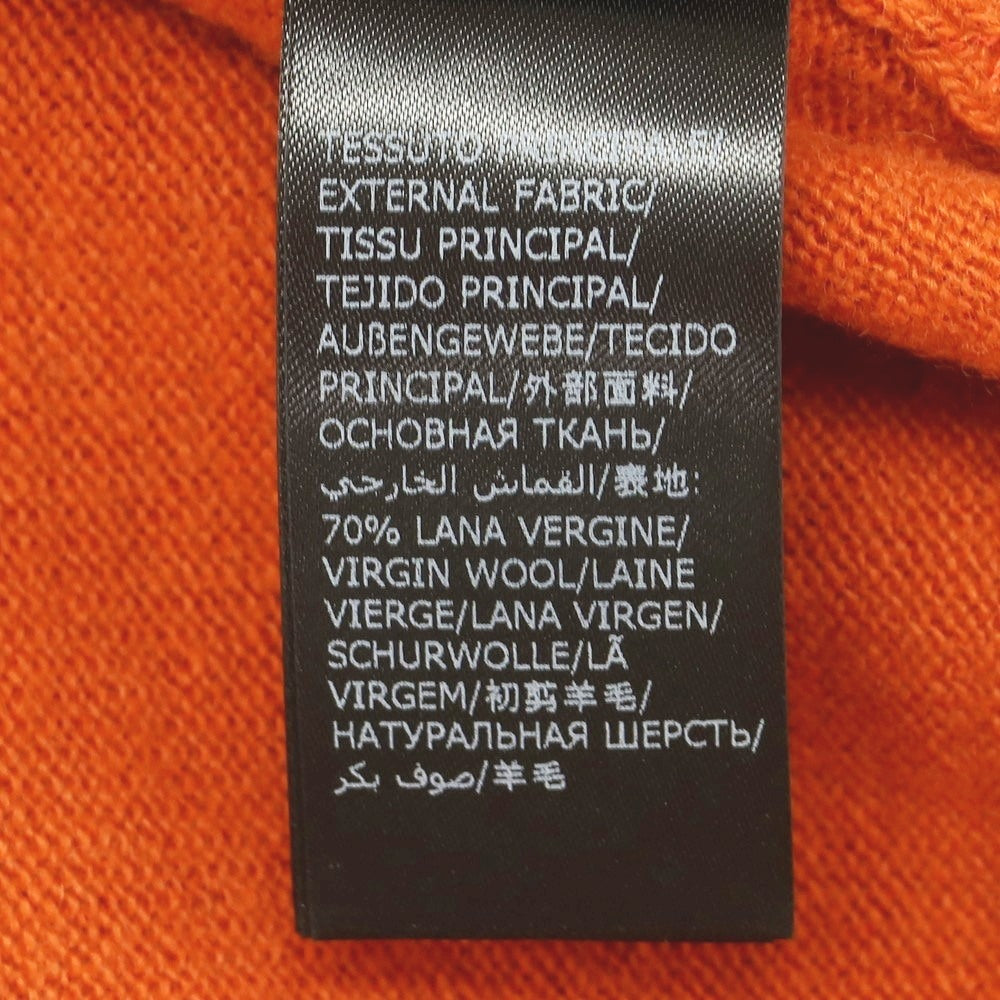 TESSUTO PRINCIPALE/
EXTERNAL FABRIC/
TISSU PRINCIPAL/
TEJIDO PRINCIPAL/
AUßENGEWEBE/TECIDO
PRINCIPAL/外部面料/
ОСНОВНАЯ ТКАНЬ/
القماش الخارجي/表地:
70% LANA VERGINE/
VIRGIN WOOL/LAINE
VIERGE/LANA VIRGEN/
SCHURWOLLE/LÃ
VIRGEM/初剪羊毛/
НАТУРАЛЬНАЯ ШЕРСТЬ/
صوف بكر/羊毛